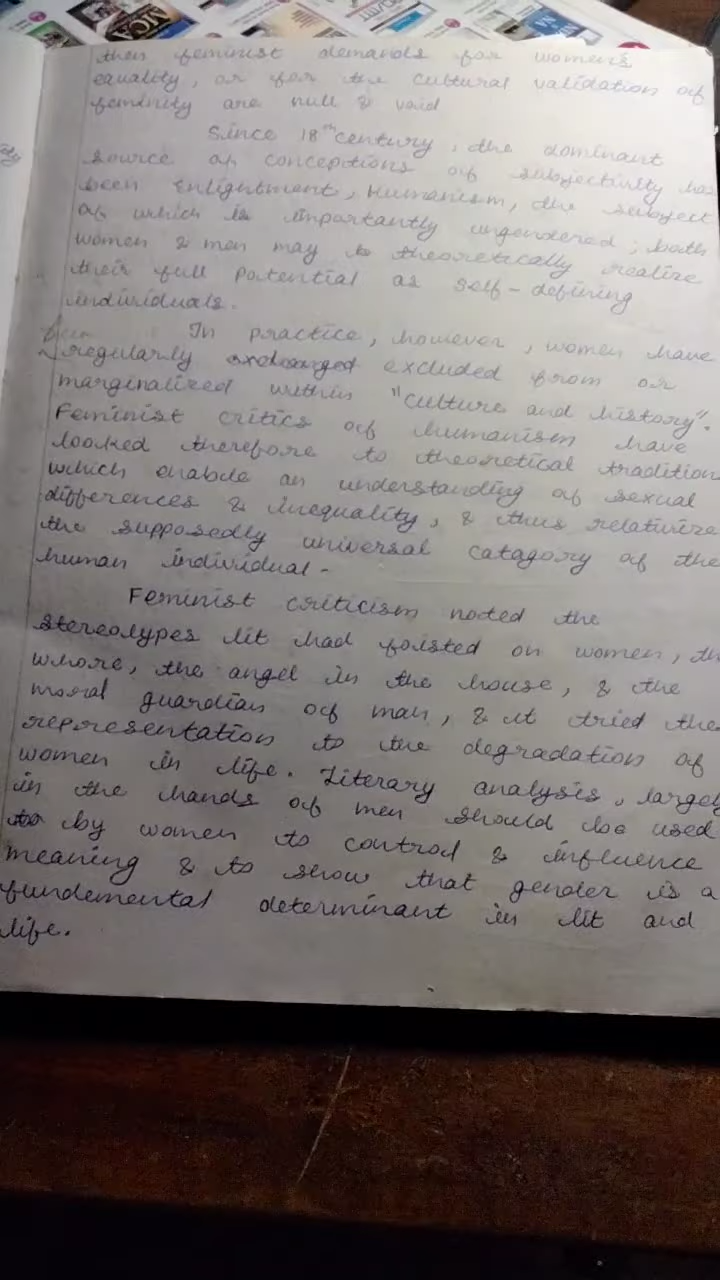 then feminist demands for women's
equality, or for the cultural validation of
feminity are null & void
Since 18th century, the dominant
source of conceptions of subjectivity has
been Enlightment, Humanism, the subject
of which is importantly ungendered; both
women & men may to theoretically realize
their full potential as self-defining
individuals.
In practice, however, women have
regularly exchanged excluded from or
marginalized within "culture and history".
Feminist critics of humanism have
looked therefore to theoretical tradition
which enable an understanding of sexual
differences & inequality, & thus relativize
the supposedly universal catagory of the
human individual-
Feminist criticism noted the
stereotypes lit had foisted on women, th
whore, the angel in the house, & the
moral guardian of man, & it tried the
representation to the degradation of
women in life. Literary analysis, largely
in the hands of men should be used
by women to control & influence
meaning & to show that gender is a
fundemental determinant in lit and
life.
MCA